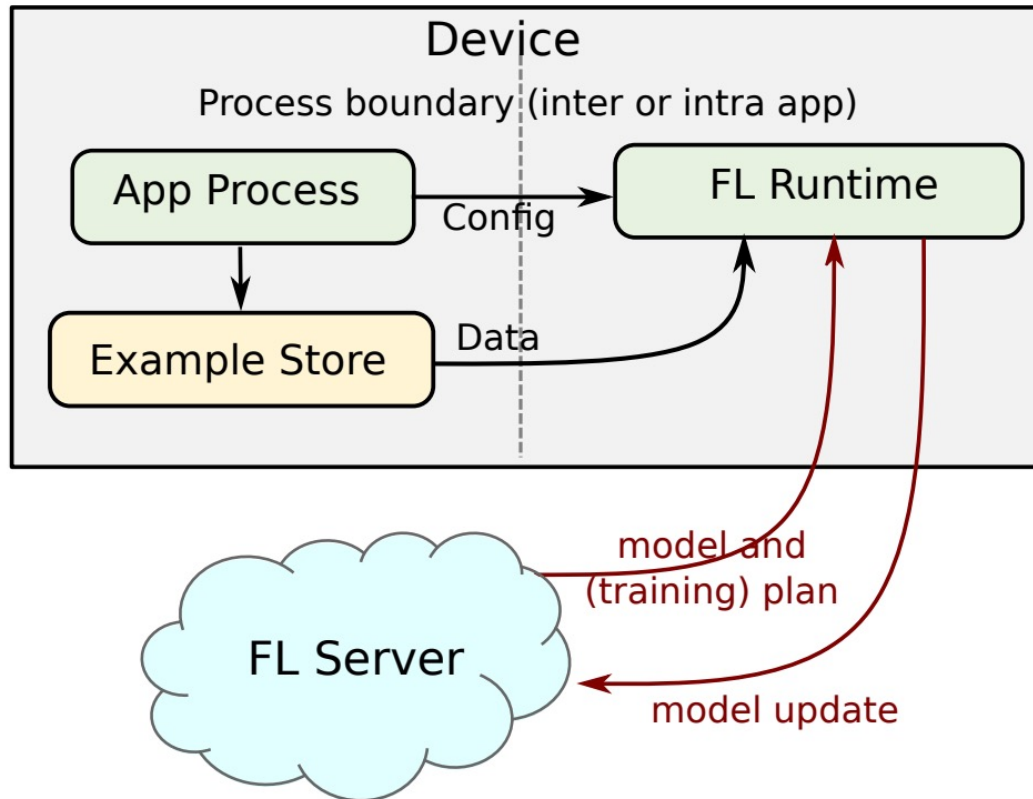 Device
Process boundary (inter or intra app)
App Process
FL Runtime
Config
Example Store
Data
model and
(training) plan
FL Server
model update